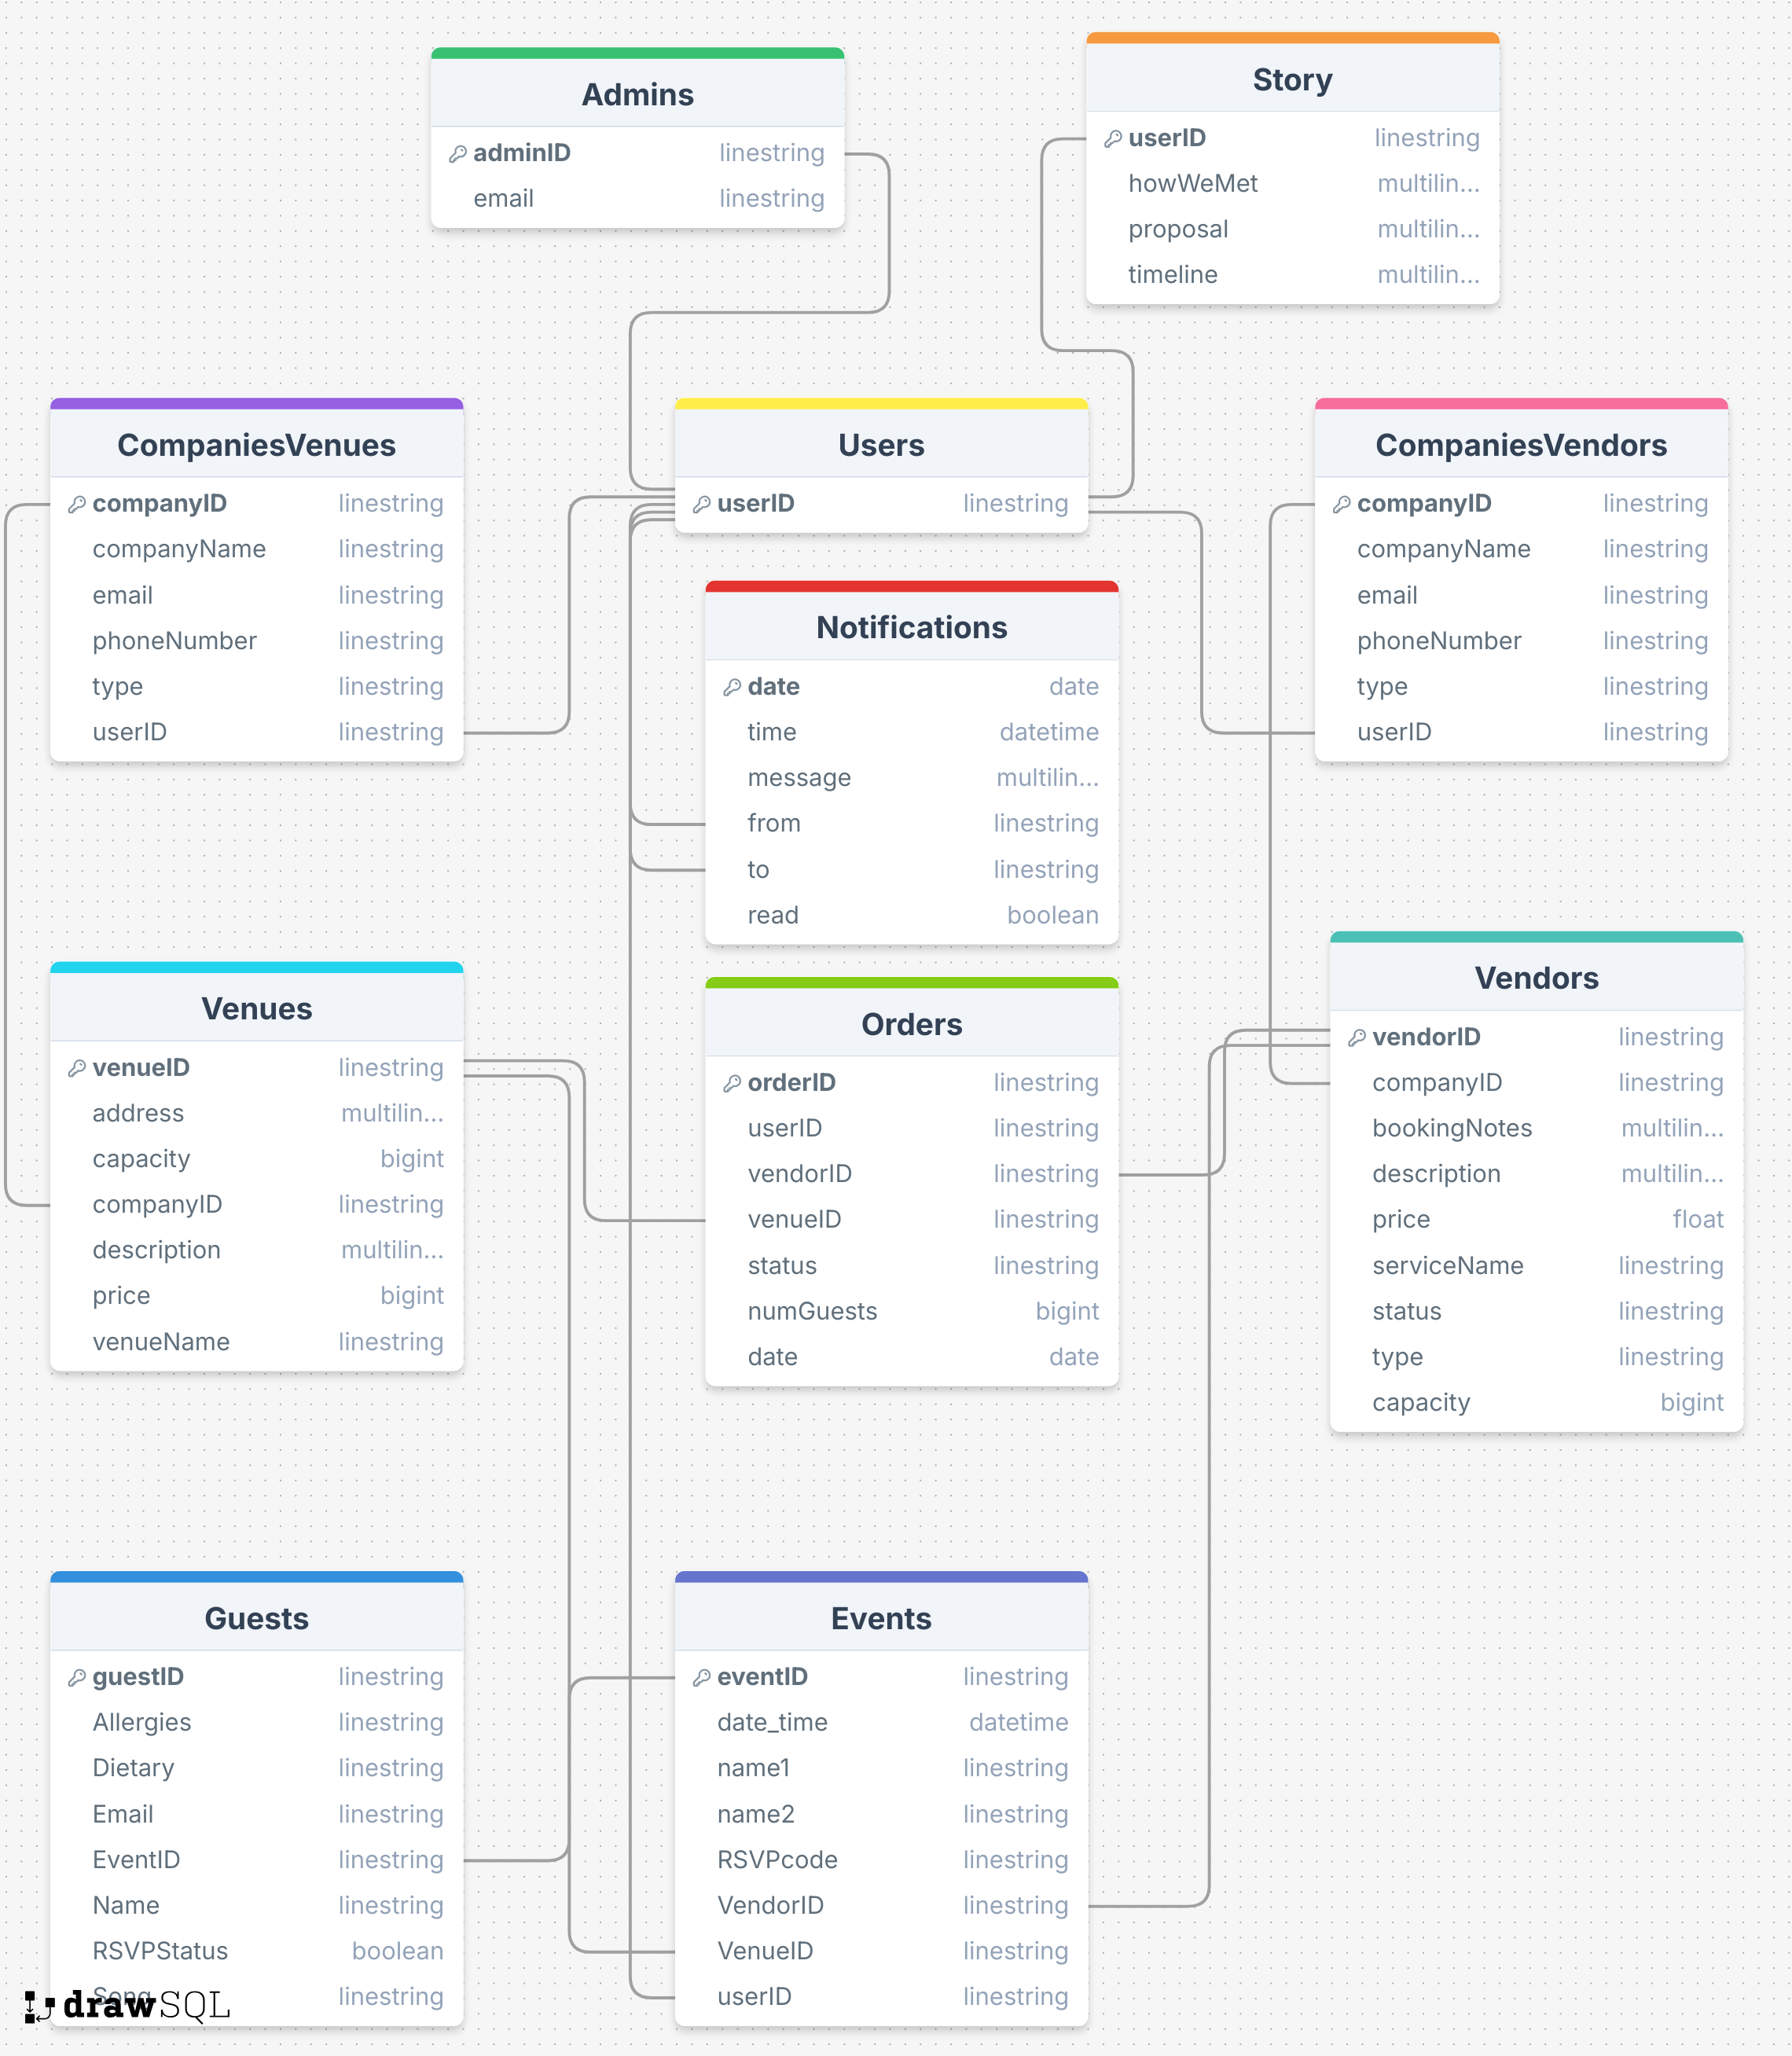 Admins
adminID linestring
email linestring
Story
userID linestring
howWeMet multilin...
proposal multilin...
timeline multilin...
CompaniesVenues
companyID linestring
companyName linestring
email linestring
phoneNumber linestring
type linestring
userID linestring
Users
userID linestring
CompaniesVendors
companyID linestring
companyName linestring
email linestring
phoneNumber linestring
type linestring
userID linestring
Notifications
date date
time datetime
message multilin...
from linestring
to linestring
read boolean
Venues
venueID linestring
address multilin...
capacity bigint
companyID linestring
description multilin...
price bigint
venueName linestring
Orders
orderID linestring
userID linestring
vendorID linestring
venueID linestring
status linestring
numGuests bigint
date date
Vendors
vendorID linestring
companyID linestring
bookingNotes multilin...
description multilin...
price float
serviceName linestring
status linestring
type linestring
capacity bigint
Guests
guestID linestring
Allergies linestring
Dietary linestring
Email linestring
EventID linestring
Name linestring
RSVPStatus boolean
Song linestring
Events
eventID linestring
date_time datetime
name1 linestring
name2 linestring
RSVPcode linestring
VendorID linestring
VenueID linestring
userID linestring
drawSQL